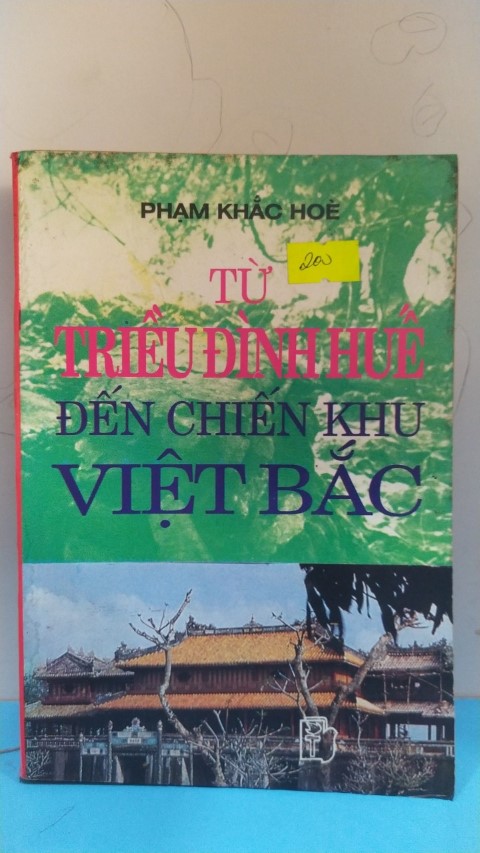 PHẠM KHẮC HOÈ
TỪ
200
TRIỀU ĐÌNH HUẾ
ĐẾN CHIẾN KHU
VIỆT BẮC